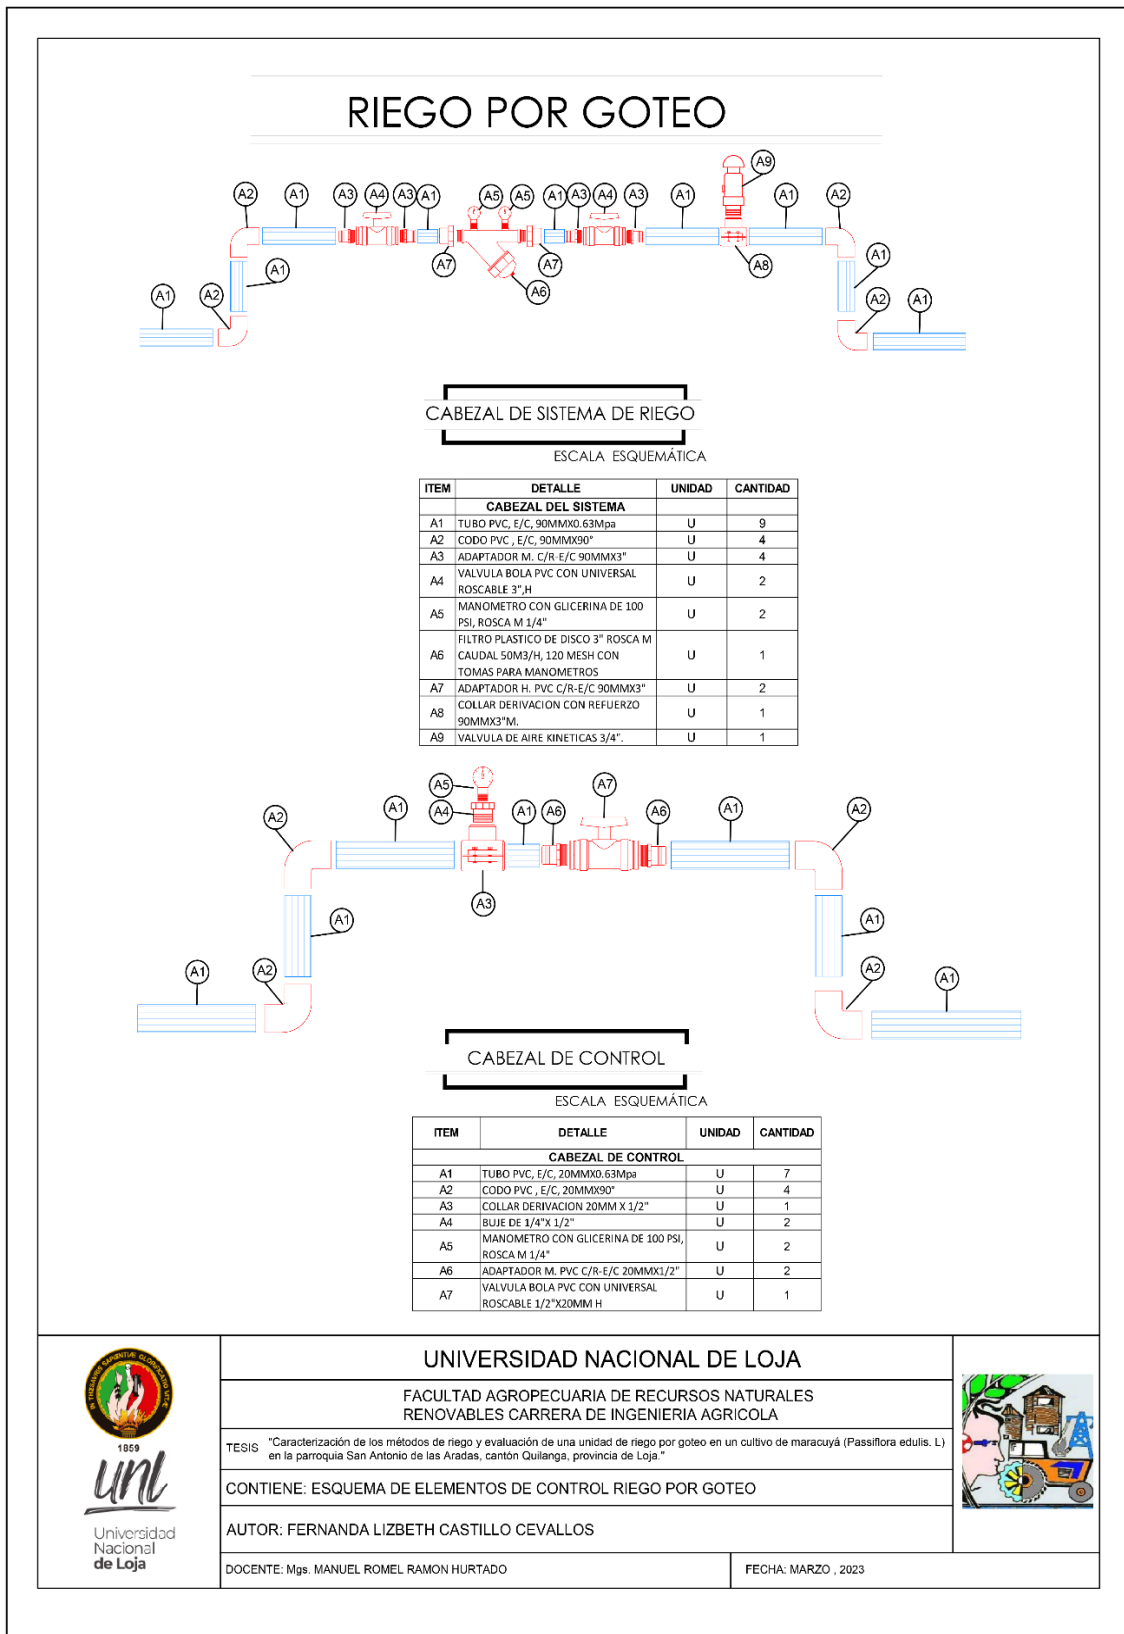 RIEGO POR GOTEO
A9
A2 A1 A3 A4 A3 A1 A5 A5 A1 A3 A4 A3 A1 A1 A2
A1 A7 A7 A8 A1
A6
A1 A2 A2 A1
CABEZAL DE SISTEMA DE RIEGO
ESCALA ESQUEMÁTICA
ITEM DETALLE UNIDAD CANTIDAD
CABEZAL DEL SISTEMA
A1 TUBO PVC, E/C, 90MMX0.63Mpa U 9
A2 CODO PVC , E/C, 90MMX90° U 4
A3 ADAPTADOR M. C/R-E/C 90MMX3" U 4
A4 VALVULA BOLA PVC CON UNIVERSAL
ROSCABLE 3",H U 2
A5 MANOMETRO CON GLICERINA DE 100
PSI, ROSCA M 1/4" U 2
A6 FILTRO PLASTICO DE DISCO 3" ROSCA M
CAUDAL 50M3/H, 120 MESH CON
TOMAS PARA MANOMETROS U 1
A7 ADAPTADOR H. PVC C/R-E/C 90MMX3" U 2
A8 COLLAR DERIVACION CON REFUERZO
90MMX3"M. U 1
A9 VALVULA DE AIRE KINETICAS 3/4". U 1
A5 A7
A2 A1 A4 A1 A6 A6 A1 A2
A3
A1 A1
A1 A2 A2 A1
CABEZAL DE CONTROL
ESCALA ESQUEMÁTICA
ITEM DETALLE UNIDAD CANTIDAD
CABEZAL DE CONTROL
A1 TUBO PVC, E/C, 20MMX0.63Mpa U 7
A2 CODO PVC , E/C, 20MMX90° U 4
A3 COLLAR DERIVACION 20MM X 1/2" U 1
A4 BUJE DE 1/4"X 1/2" U 2
A5 MANOMETRO CON GLICERINA DE 100 PSI,
ROSCA M 1/4" U 2
A6 ADAPTADOR M. PVC C/R-E/C 20MMX1/2" U 2
A7 VALVULA BOLA PVC CON UNIVERSAL
ROSCABLE 1/2"X20MM H U 1
IN THESAVRIS SAPIENTIAE GLORIFICATIO VITAE
1859
unl
Universidad
Nacional
de Loja
UNIVERSIDAD NACIONAL DE LOJA
FACULTAD AGROPECUARIA DE RECURSOS NATURALES
RENOVABLES CARRERA DE INGENIERIA AGRICOLA
TESIS "Caracterización de los métodos de riego y evaluación de una unidad de riego por goteo en un cultivo de maracuyá (Passiflora edulis. L)
en la parroquia San Antonio de las Aradas, cantón Quilanga, provincia de Loja."
CONTIENE: ESQUEMA DE ELEMENTOS DE CONTROL RIEGO POR GOTEO
AUTOR: FERNANDA LIZBETH CASTILLO CEVALLOS
DOCENTE: Mgs. MANUEL ROMEL RAMON HURTADO
FECHA: MARZO , 2023